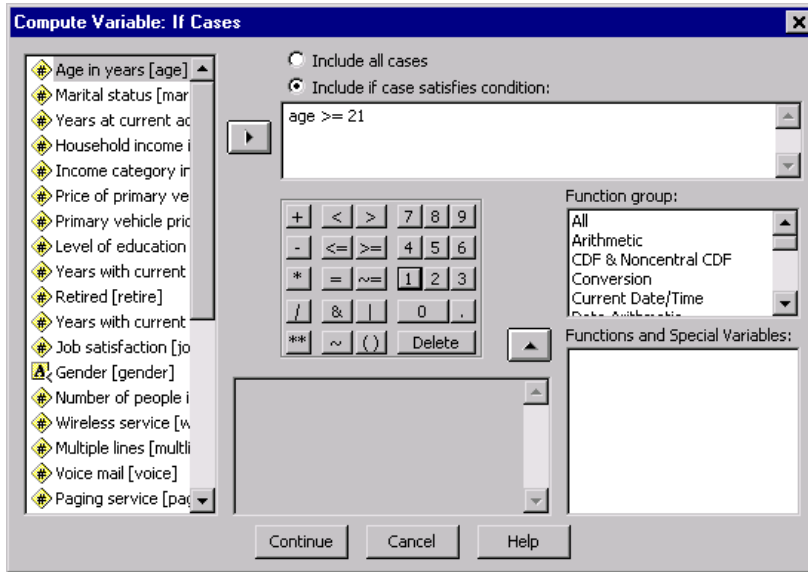 Compute Variable: If Cases
Age in years [age]
Marital status [mar
Years at current ad
Household income i
Income category in
Price of primary ve
Primary vehicle pric
Level of education
Years with current
Retired [retire]
Years with current
Job satisfaction [jo
Gender [gender]
Number of people i
Wireless service [w
Multiple lines [multli
Voice mail [voice]
Paging service [pag
Include all cases
Include if case satisfies condition:
age >= 21
+ < > 7 8 9
- <= >= 4 5 6
* = ~= 1 2 3
/ & | 0 .
** ~ ( ) Delete
Function group:
All
Arithmetic
CDF & Noncentral CDF
Conversion
Current Date/Time
Date Arithmetic
Functions and Special Variables:
Continue Cancel Help